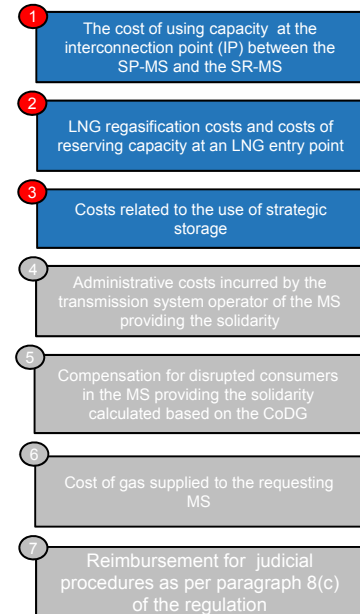 1
The cost of using capacity at the
interconnection point (IP) between the
SP-MS and the SR-MS
2
LNG regasification costs and costs of
reserving capacity at an LNG entry point
3
Costs related to the use of strategic
storage
4
Administrative costs incurred by the
transmission system operator of the MS
providing the solidarity
5
Compensation for disrupted consumers
in the MS providing the solidarity
calculated based on the CoDG
6
Cost of gas supplied to the requesting
MS
7
Reimbursement for judicial
procedures as per paragraph 8(c)
of the regulation